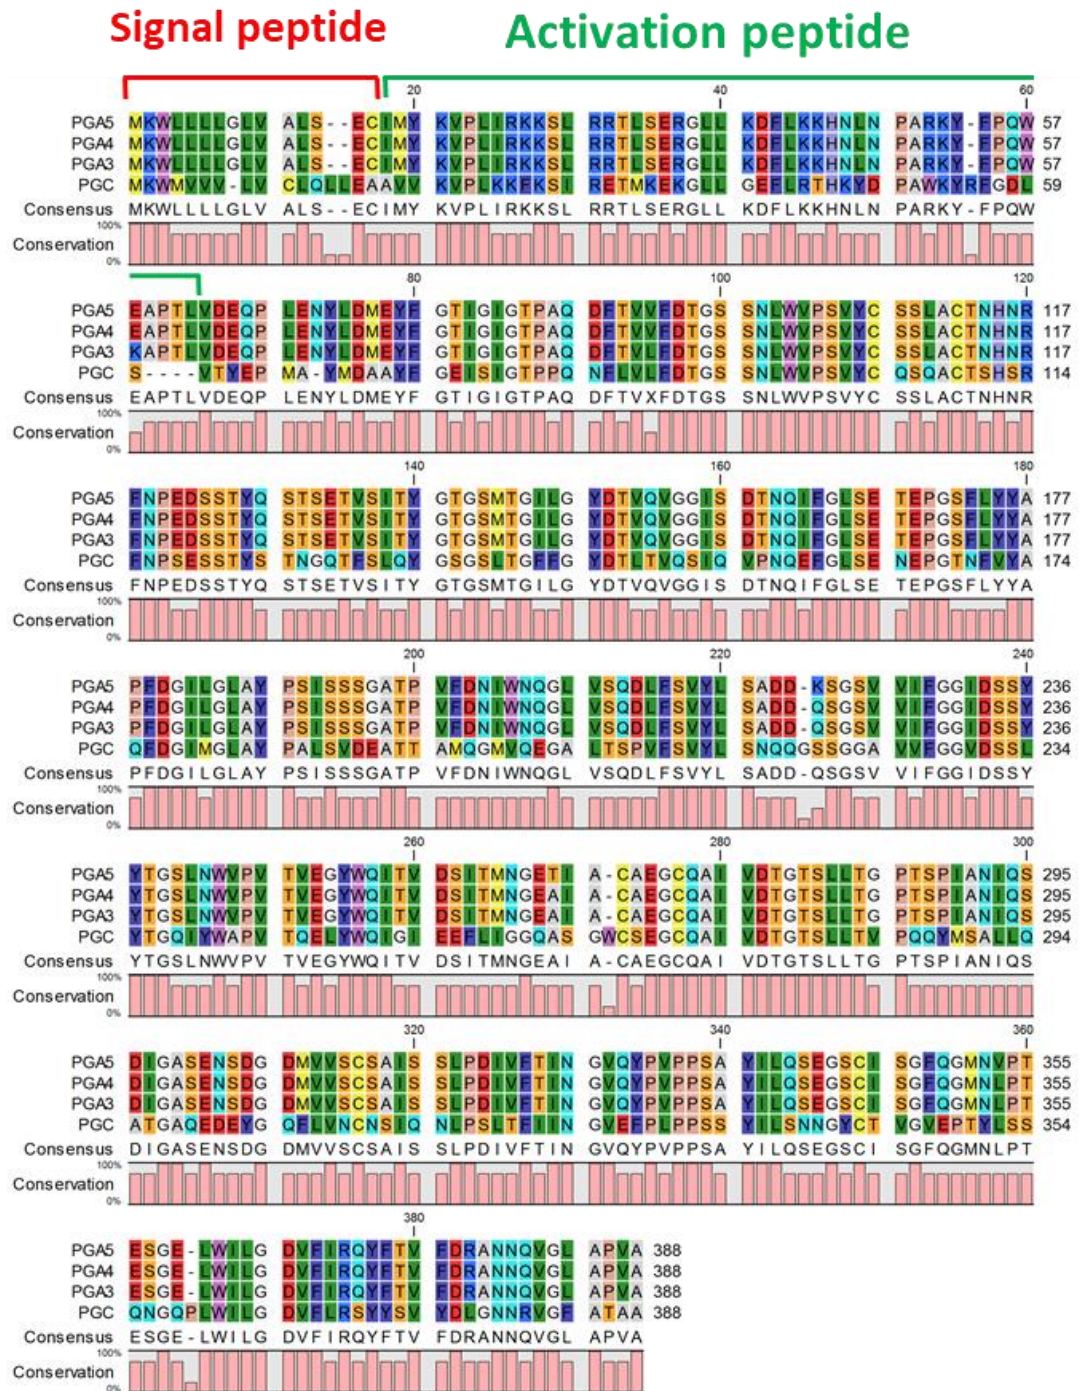 Signal peptide Activation peptide
20 40 60
PGA5 MKWLLLLGLV ALS--ECIMY KVPLIRKKSL RRTLSERGLL KDFLKKHNLN PARKY-FPQW 57
PGA4 MKWLLLLGLV ALS--ECIMY KVPLIRKKSL RRTLSERGLL KDFLKKHNLN PARKY-FPQW 57
PGA3 MKWLLLLGLV ALS--ECIMY KVPLIRKKSL RRTLSERGLL KDFLKKHNLN PARKY-FPQW 57
PGC MKWMVVV-LV CLQLLEAAVV KVPLKKFKSI RETMKEKGLL GEFLRTHKYD PAWKYRFGDL 59
Consensus MKWLLLLGLV ALS--ECIMY KVPLIRKKSL RRTLSERGLL KDFLKKHNLN PARKY-FPQW
100%
Conservation
0%
80 100 120
PGA5 EAPTLVDEQP LENYLDMEYF GTIGIGTPAQ DFTVVFDTGS SNLWVPSVYC SSLACTNHNR 117
PGA4 EAPTLVDEQP LENYLDMEYF GTIGIGTPAQ DFTVVFDTGS SNLWVPSVYC SSLACTNHNR 117
PGA3 KAPTLVDEQP LENYLDMEYF GTIGIGTPAQ DFTVLFDTGS SNLWVPSVYC SSLACTNHNR 117
PGC S----VTYEP MA-YMDAAYF GEISIGTPPQ NFLVLFDTGS SNLWVPSVYC QSQACTSHSR 114
Consensus EAPTLVDEQP LENYLDMEYF GTIGIGTPAQ DFTVXFDTGS SNLWVPSVYC SSLACTNHNR
100%
Conservation
0%
140 160 180
PGA5 FNPEDSSTYQ STSETVSITY GTGSMTGILG YDTVQVGGIS DTNQIFGLSE TEPGSFLYYA 177
PGA4 FNPEDSSTYQ STSETVSITY GTGSMTGILG YDTVQVGGIS DTNQIFGLSE TEPGSFLYYA 177
PGA3 FNPEDSSTYQ STSETVSITY GTGSMTGILG YDTVQVGGIS DTNQIFGLSE TEPGSFLYYA 177
PGC FNPSESSTYS TNGQTFSLQY GSGSLTGFFG YDTLTVQSIQ VPNQEFGLSE NEPGTNFVYA 174
Consensus FNPEDSSTYQ STSETVSITY GTGSMTGILG YDTVQVGGIS DTNQIFGLSE TEPGSFLYYA
100%
Conservation
0%
200 220 240
PGA5 PFDGILGLAY PSISSSGATP VFDNIWNQGL VSQDLFSVYL SADD-KSGSV VIFGGIDSSY 236
PGA4 PFDGILGLAY PSISSSGATP VFDNIWNQGL VSQDLFSVYL SADD-QSGSV VIFGGIDSSY 236
PGA3 PFDGILGLAY PSISSSGATP VFDNIWNQGL VSQDLFSVYL SADD-QSGSV VIFGGIDSSY 236
PGC QFDGIMGLAY PALSVDEATT AMQGMVQEGA LTSPVFSVYL SNQQGSSGGA VVFGGVDSSL 234
Consensus PFDGILGLAY PSISSSGATP VFDNIWNQGL VSQDLFSVYL SADD-QSGSV VIFGGIDSSY
100%
Conservation
0%
260 280 300
PGA5 YTGSLNWVPV TVEGYWQITV DSITMNGETI A-CAEGCQAI VDTGTSLLTG PTSPIANIQS 295
PGA4 YTGSLNWVPV TVEGYWQITV DSITMNGEAI A-CAEGCQAI VDTGTSLLTG PTSPIANIQS 295
PGA3 YTGSLNWVPV TVEGYWQITV DSITMNGEAI A-CAEGCQAI VDTGTSLLTG PTSPIANIQS 295
PGC YTGQIYWAPV TQELYWQIGI EEFLIGGQAS GWCSEGCQAI VDTGTSLLTV PQQYMSALLQ 294
Consensus YTGSLNWVPV TVEGYWQITV DSITMNGEAI A-CAEGCQAI VDTGTSLLTG PTSPIANIQS
100%
Conservation
0%
320 340 360
PGA5 DIGASENSDG DMVVSCSAIS SLPDIVFTIN GVQYPVPPSA YILQSEGSCI SGFQGMNVPT 355
PGA4 DIGASENSDG DMVVSCSAIS SLPDIVFTIN GVQYPVPPSA YILQSEGSCI SGFQGMNLPT 355
PGA3 DIGASENSDG DMVVSCSAIS SLPDIVFTIN GVQYPVPPSA YILQSEGSCI SGFQGMNLPT 355
PGC ATGAQEDEYG QFLVNCNSIQ NLPSLTFIIN GVEFPLPPSS YILSNNGYCT VGVEPTYLSS 354
Consensus DIGASENSDG DMVVSCSAIS SLPDIVFTIN GVQYPVPPSA YILQSEGSCI SGFQGMNLPT
100%
Conservation
0%
380
PGA5 ESGE-LWILG DVFIRQYFTV FDRANNQVGL APVA 388
PGA4 ESGE-LWILG DVFIRQYFTV FDRANNQVGL APVA 388
PGA3 ESGE-LWILG DVFIRQYFTV FDRANNQVGL APVA 388
PGC QNGQPLWILG DVFLRSYYSV YDLGNNRVGF ATAA 388
Consensus ESGE-LWILG DVFIRQYFTV FDRANNQVGL APVA
100%
Conservation
0%